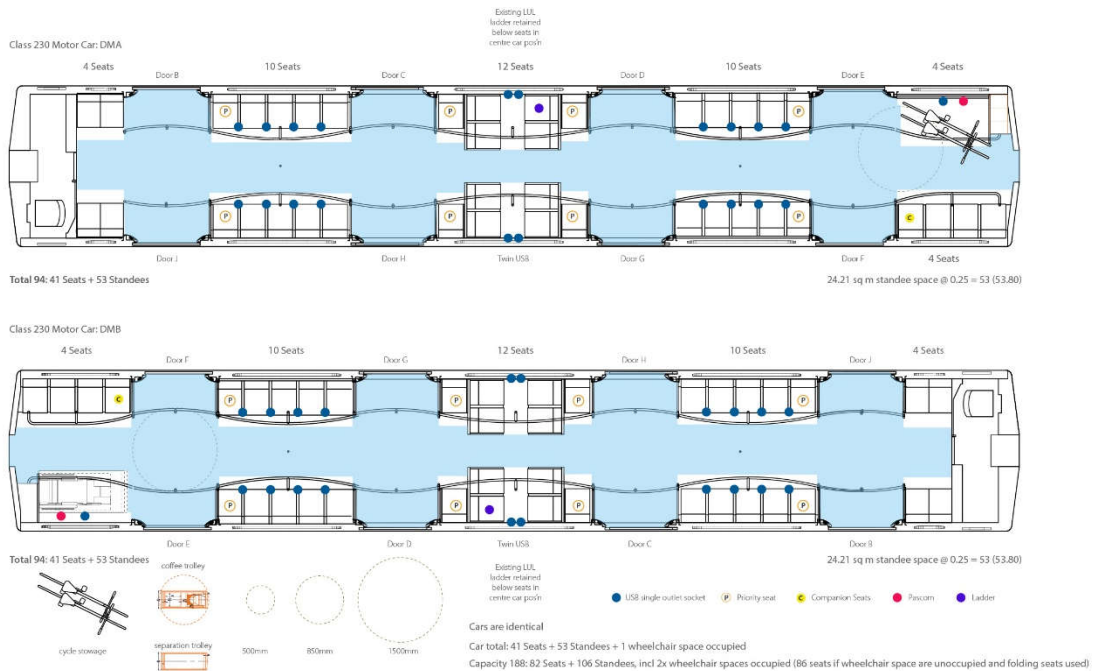 Existing LUL
ladder retained
below seats in
centre car pos'n
Class 230 Motor Car: DMA
4 Seats
10 Seats
12 Seats
10 Seats
4 Seats
Door B
Door C
Door D
Door E
P
P
P
P
P
P
P
P
C
Door J
Door H
Twin USB
Door G
Door F
4 Seats
Total 94: 41 Seats + 53 Standees
24.21 sq m standee space @ 0.25 = 53 (53.80)
Class 230 Motor Car: DMB
4 Seats
10 Seats
12 Seats
10 Seats
4 Seats
Door F
Door G
Door H
Door J
C
P
P
P
P
P
P
P
P
Door E
Door D
Twin USB
Door C
Door B
Total 94: 41 Seats + 53 Standees
24.21 sq m standee space @ 0.25 = 53 (53.80)
coffee trolley
Existing LUL
ladder retained
below seats in
centre car pos'n
USB single outlet socket
P Priority seat
C Companion Seats
Pascom
Ladder
Cars are identical
cycle stowage
separation trolley
500mm
850mm
1500mm
Car total: 41 Seats + 53 Standees + 1 wheelchair space occupied
Capacity 188: 82 Seats + 106 Standees, incl 2x wheelchair spaces occupied (86 seats if wheelchair space are unoccupied and folding seats used)